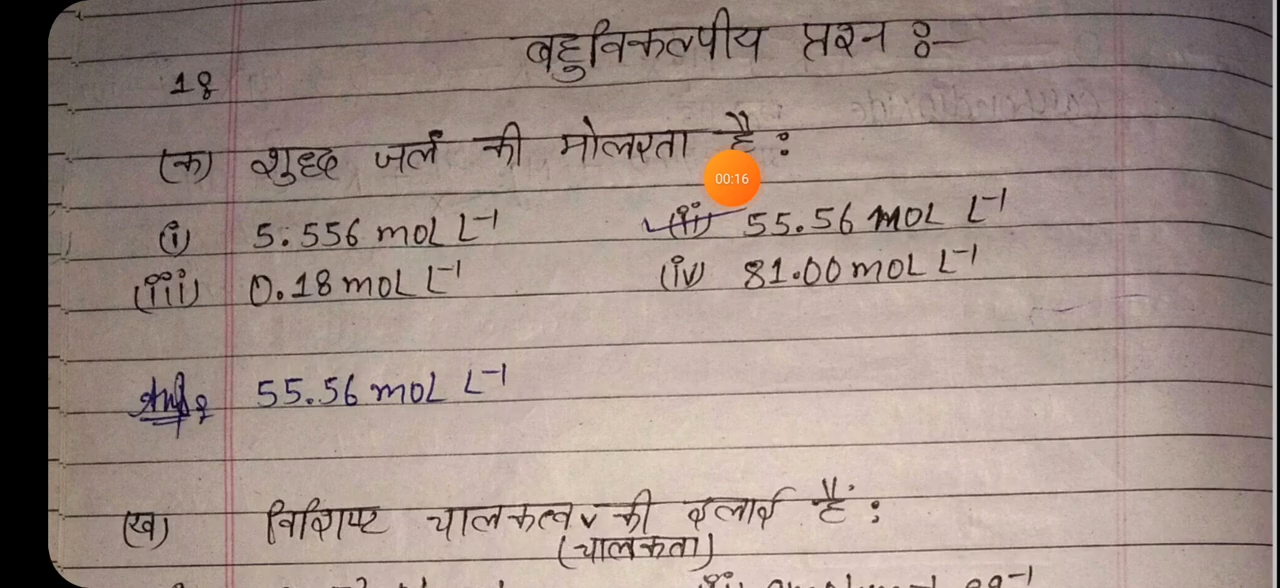 बहुविकल्पीय प्रश्न :-
1:
(क) शुद्ध जल की मोलरता है :
00:16
(i) 5.556 mol L-1 (ii) 55.56 mol L-1
(iii) 0.18 mol L-1 (iv) 81.00 mol L-1
Ans: 55.56 mol L-1
(ख) विशिष्ट चालकत्व की इकाई है :
(चालकता)